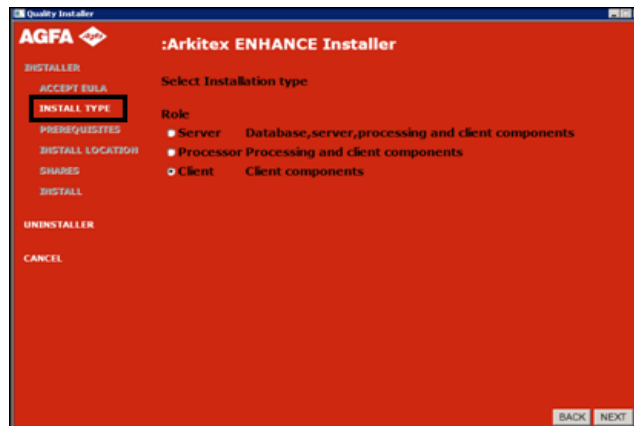 Quality Installer
AGFA
:Arkitex ENHANCE Installer
INSTALLER
ACCEPT EULA
INSTALL TYPE
PREREQUISITES
INSTALL LOCATION
SHARES
INSTALL
UNINSTALLER
CANCEL
Select Installation type
Role
Server Database,server,processing and client components
Processor Processing and client components
Client Client components
BACK NEXT